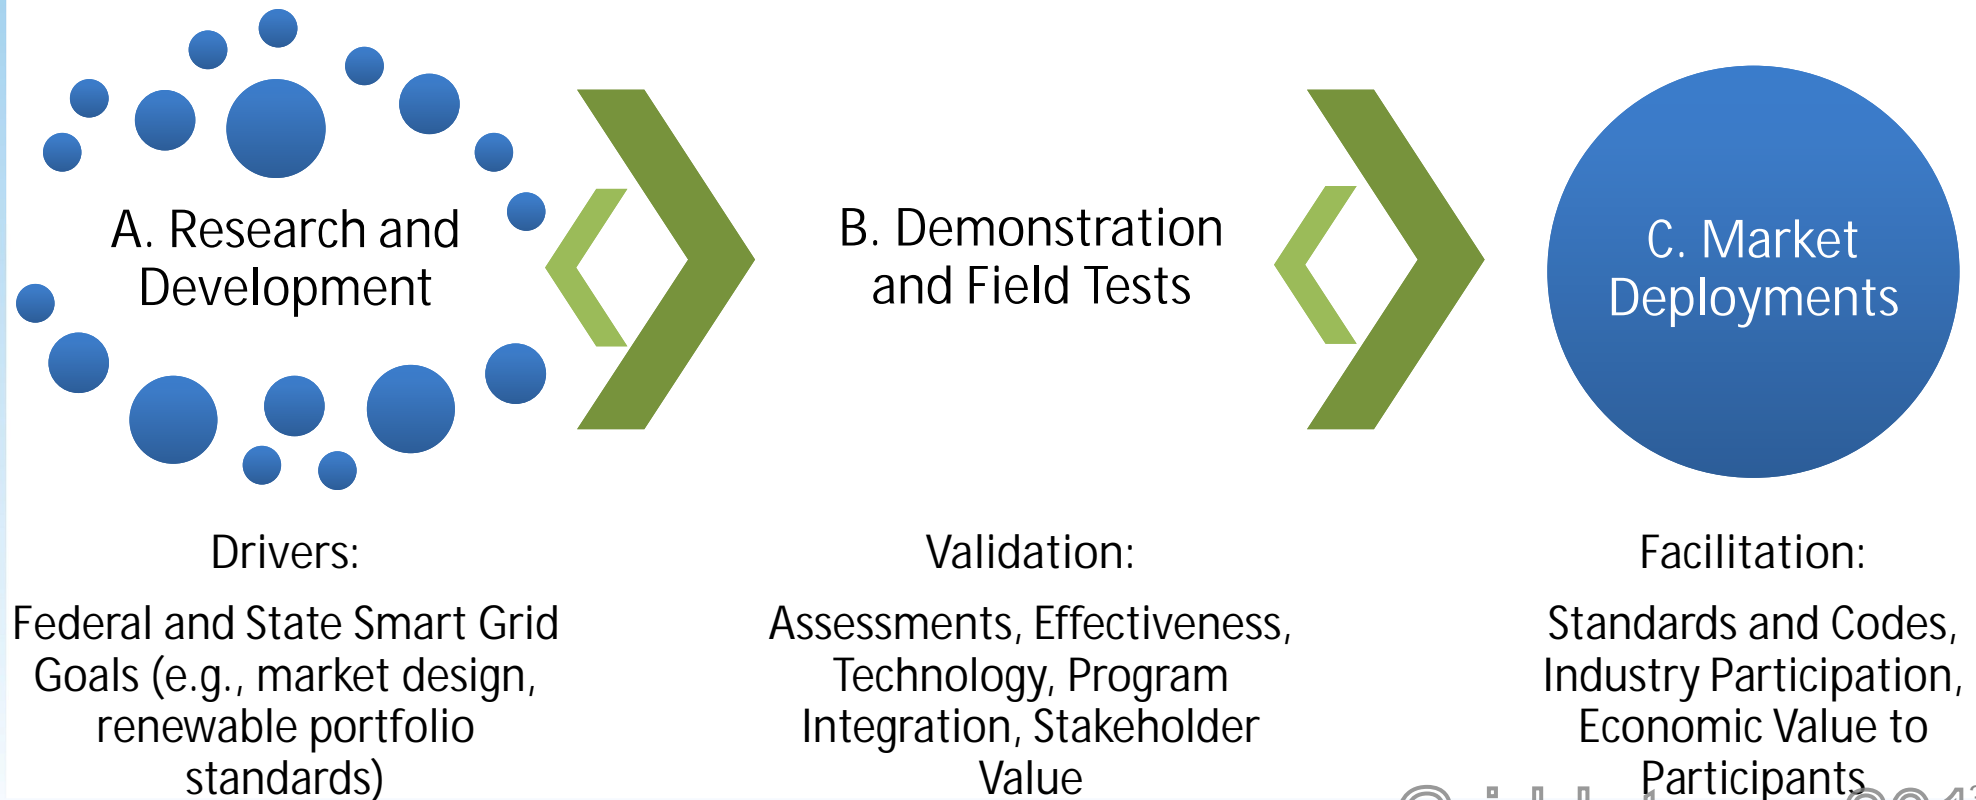 A. Research and
Development
B. Demonstration
and Field Tests
C. Market
Deployments
Drivers:
Federal and State Smart Grid
Goals (e.g., market design,
renewable portfolio
standards)
Validation:
Assessments, Effectiveness,
Technology, Program
Integration, Stakeholder
Value
Facilitation:
Standards and Codes,
Industry Participation,
Economic Value to
Participants